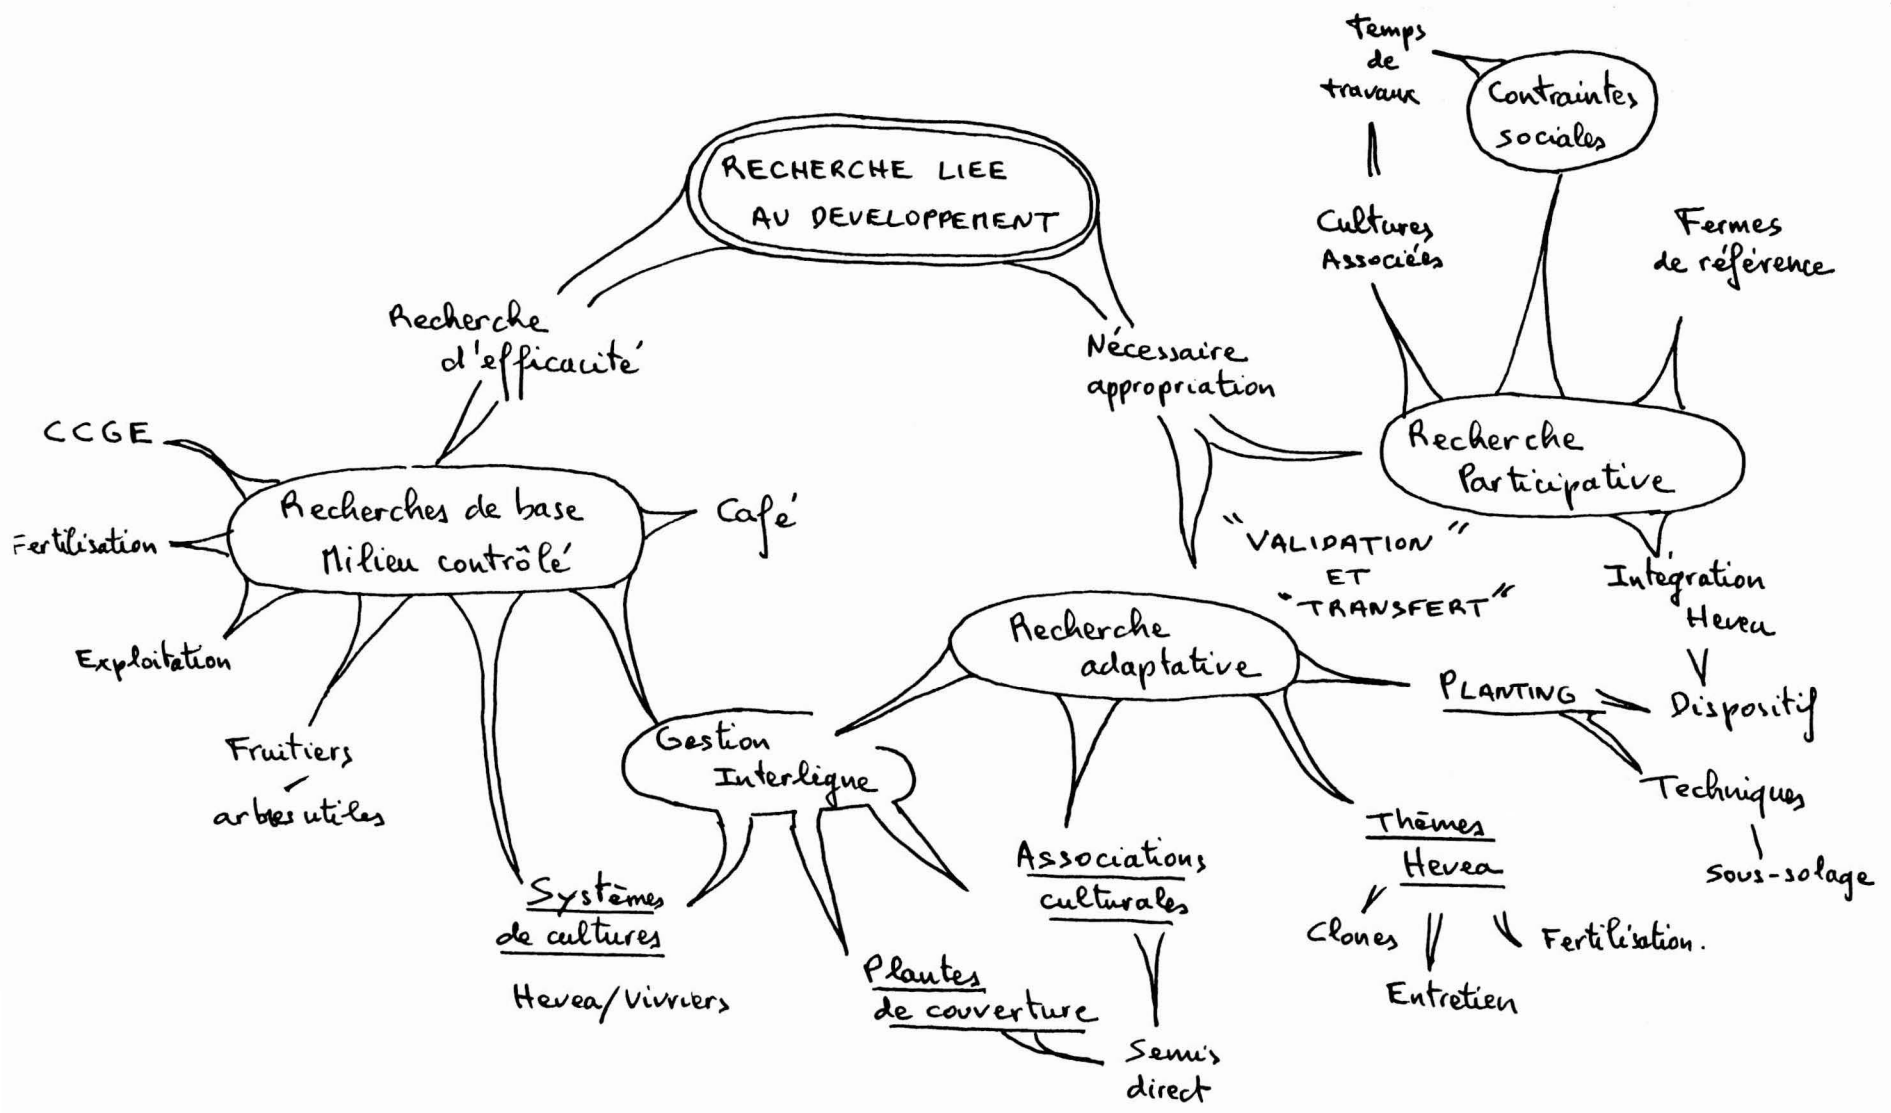 RECHERCHE LIEE
AU DEVELOPPEMENT
Recherche
d'efficacité
Nécessaire
appropriation
Temps
de
travaux
Contraintes
sociales
Cultures
Associées
Fermes
de référence
Recherche
Participative
"VALIDATION"
ET
"TRANSFERT"
Intégration
Hevea
Dispositif
CCGE
Fertilisation
Exploitation
Recherches de base
Milieu contrôlé
Café
Fruitiers
arbres utiles
Systèmes
de cultures
Hevea/Vivriers
Gestion
Interligne
Plantes
de couverture
Recherche
adaptative
Associations
culturales
Semis
direct
PLANTING
Techniques
sous-solage
Thèmes
Hevea
Clones
Entretien
Fertilisation.